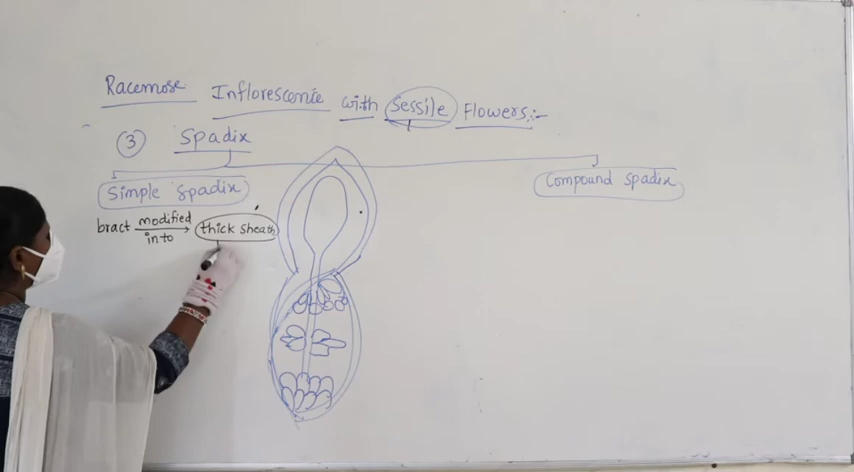 Racemose Inflorescence with Sessile Flowers:-
③ Spadix
Simple Spadix
Compound Spadix
bract modified into → thick sheath